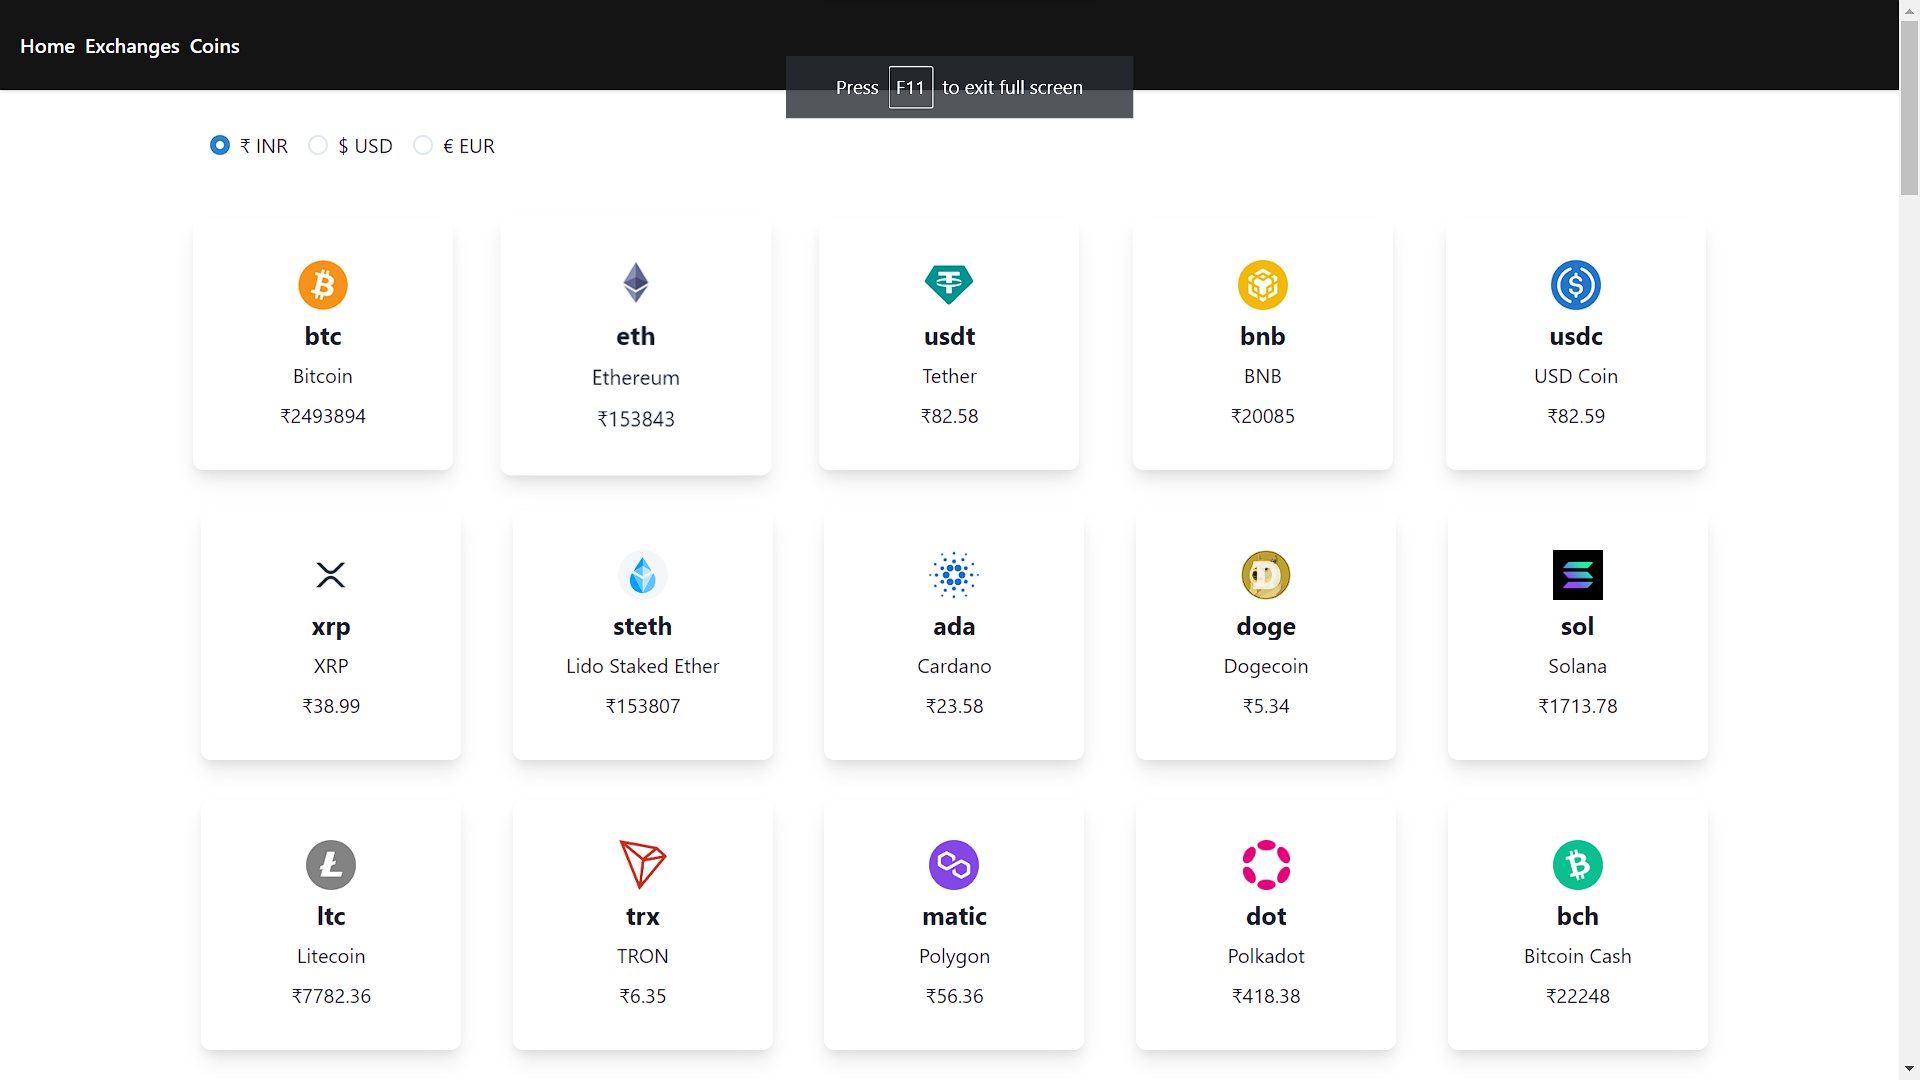 Home Exchanges Coins
Press F11 to exit full screen
₹ INR $ USD € EUR
btc
Bitcoin
₹2493894
eth
Ethereum
₹153843
usdt
Tether
₹82.58
bnb
BNB
₹20085
usdc
USD Coin
₹82.59
xrp
XRP
₹38.99
steth
Lido Staked Ether
₹153807
ada
Cardano
₹23.58
doge
Dogecoin
₹5.34
sol
Solana
₹1713.78
ltc
Litecoin
₹7782.36
trx
TRON
₹6.35
matic
Polygon
₹56.36
dot
Polkadot
₹418.38
bch
Bitcoin Cash
₹22248